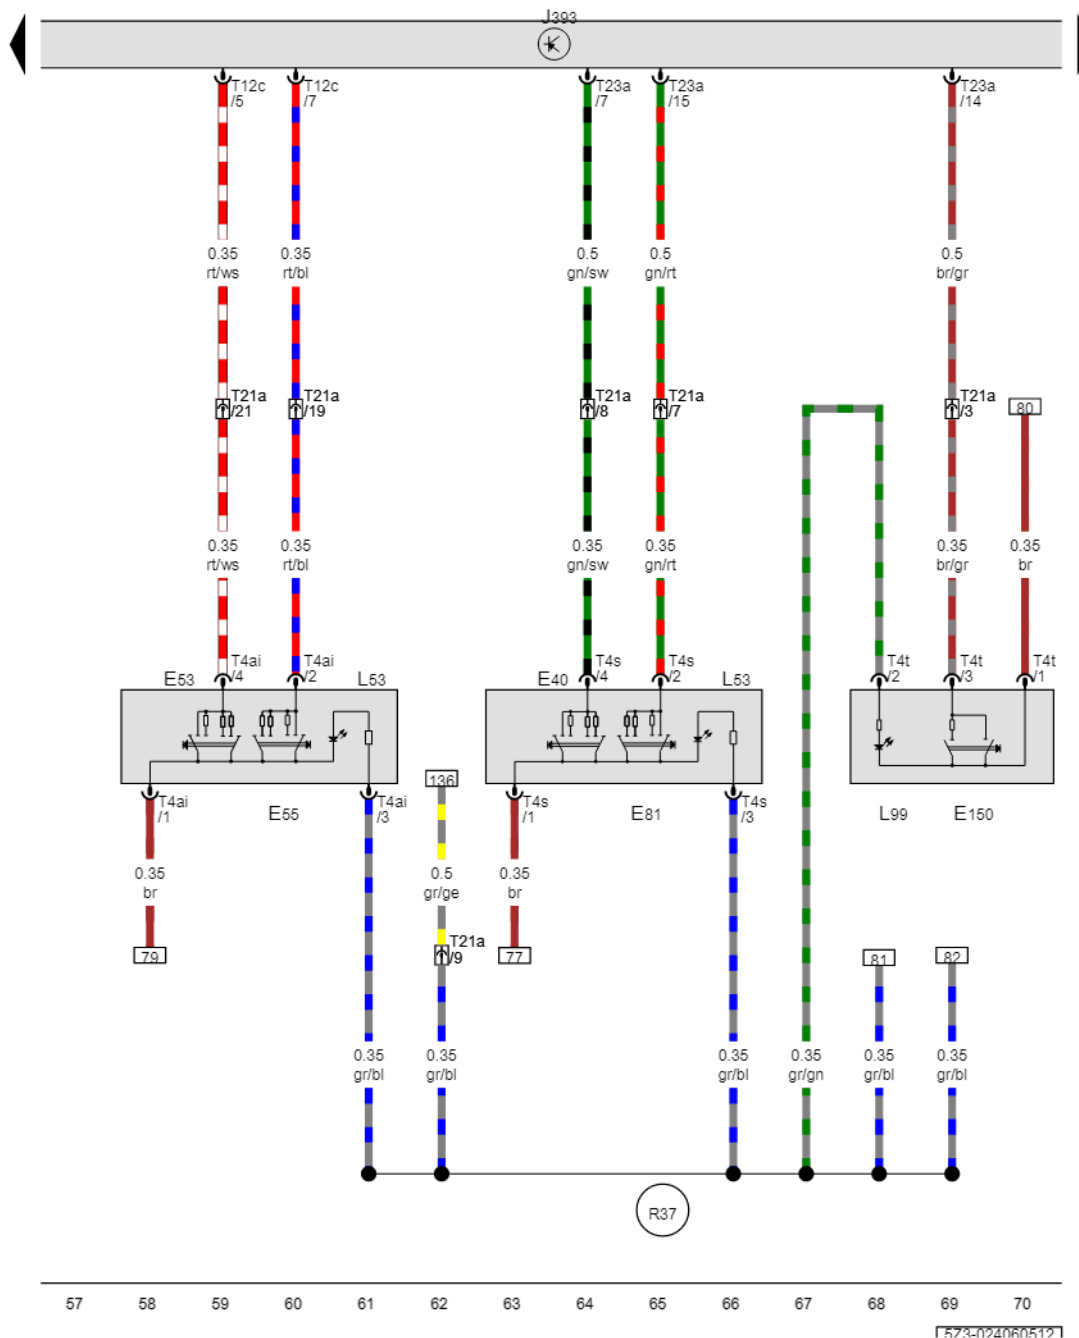 J393
T12c
/5
T12c
/7
T23a
/7
T23a
/15
T23a
/14
0.35
rt/ws
0.35
rt/bl
0.5
gn/sw
0.5
gn/rt
0.5
br/gr
T21a
/21
T21a
/19
T21a
/8
T21a
/7
T21a
/3
80
0.35
rt/ws
0.35
rt/bl
0.35
gn/sw
0.35
gn/rt
0.35
br/gr
0.35
br
E53
T4ai
/4
T4ai
/2
L53
E40
T4s
/4
T4s
/2
L53
T4t
/2
T4t
/3
T4t
/1
T4ai
/1
E55
T4ai
/3
136
T4s
/1
E81
T4s
/3
L99
E150
0.35
br
0.5
gr/ge
0.35
br
79
T21a
/9
77
81
82
0.35
gr/bl
0.35
gr/bl
0.35
gr/bl
0.35
gr/gn
0.35
gr/bl
0.35
gr/bl
R37
57 58 59 60 61 62 63 64 65 66 67 68 69 70
573-024060512